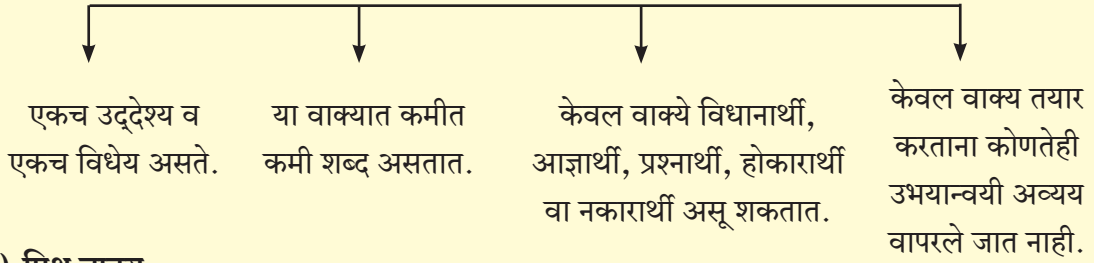 एकच उद्‌देश्य व
एकच विधेय असते.
या वाक्यात कमीत
कमी शब्द असतात.
केवल वाक्ये विधानार्थी,
आज्ञार्थी, प्रश्नार्थी, होकारार्थी
वा नकारार्थी असू शकतात.
केवल वाक्य तयार
करताना कोणतेही
उभयान्वयी अव्यय
वापरले जात नाही.